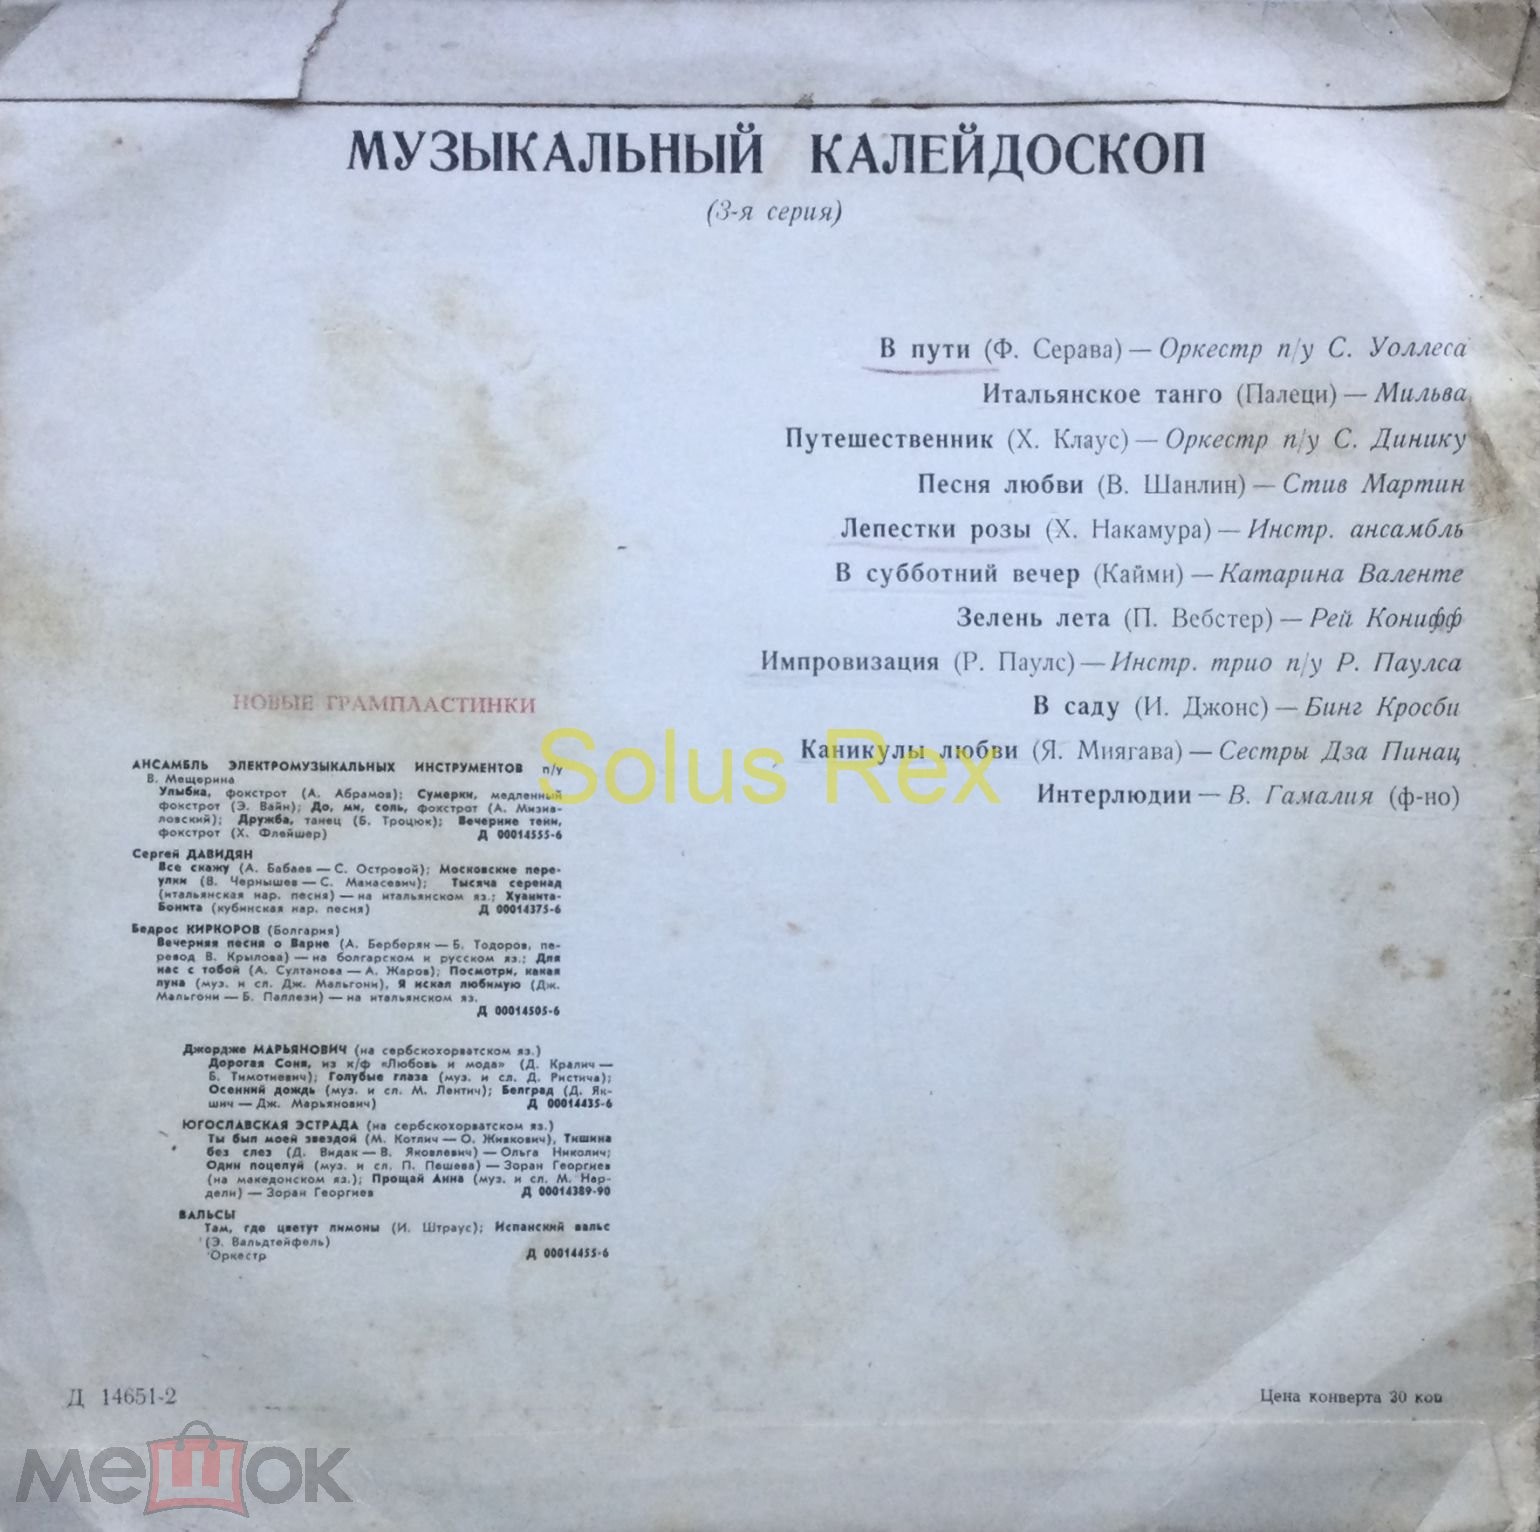 МУЗЫКАЛЬНЫЙ КАЛЕЙДОСКОП
(3-я серия)
В пути (Ф. Серава) — Оркестр п/у С. Уоллеса
Итальянское танго (Палеци) — Мильва
Путешественник (Х. Клаус) — Оркестр п/у С. Динику
Песня любви (В. Шанлин) — Стив Мартин
Лепестки розы (Х. Накамура) — Инстр. ансамбль
В субботний вечер (Кайми) — Катарина Валенте
Зелень лета (П. Вебстер) — Рей Конифф
Импровизация (Р. Паулс) — Инстр. трио п/у Р. Паулса
В саду (И. Джонс) — Бинг Кросби
Каникулы любви (Я. Миягава) — Сестры Дза Пинац
Интерлюдии — В. Гамалия (ф-но)
НОВЫЕ ГРАМПЛАСТИНКИ
АНСАМБЛЬ ЭЛЕКТРОМУЗЫКАЛЬНЫХ ИНСТРУМЕНТОВ п/у
В. Мещерина
Улыбка, фокстрот (А. Абрамов); Сумерки, медленный
фокстрот (Э. Вайн); До, ми, соль, фокстрот (А. Мизиа-
ловский); Дружба, танец (Б. Троцюк); Вечерние тени,
фокстрот (Х. Флейшер) Д 00014555-6
Сергей ДАВИДЯН
Все скажу (А. Бабаев — С. Островой); Московские пере-
улки (В. Чернышев — С. Манасевич); Тысяча серенад
(итальянская нар. песня) — на итальянском яз.; Хуанита-
Бонита (кубинская нар. песня) Д 00014375-6
Бедрос КИРКОРОВ (Болгария)
Вечерняя песня о Варне (А. Берберян — Б. Тодоров, пе-
ревод В. Крылова) — на болгарском и русском яз.; Для
нас с тобой (А. Султанова — А. Жаров); Посмотри, какая
луна (муз. и сл. Дж. Мальгони), Я искал любимую (Дж.
Мальгони — Б. Паллези) — на итальянском яз.
Д 00014505-6
Джордже МАРЬЯНОВИЧ (на сербскохорватском яз.)
Дорогая Соня, из к/ф «Любовь и мода» (Д. Кралич —
Б. Тимотиевич); Голубые глаза (муз. и сл. Д. Ристича);
Осенний дождь (муз. и сл. М. Лентич); Белград (Д. Як-
шич — Дж. Марьянович) Д 00014435-6
ЮГОСЛАВСКАЯ ЭСТРАДА (на сербскохорватском яз.)
Ты был моей звездой (М. Котлич — О. Живкович), Тишина
без слез (Д. Видак — В. Яковлевич) — Ольга Николич;
Один поцелуй (муз. и сл. П. Пешева) — Зоран Георгиев
(на македонском яз.); Прощай Анна (муз. и сл. М. Нар-
дели) — Зоран Георгиев Д 00014389-90
ВАЛЬСЫ
Там, где цветут лимоны (И. Штраус); Испанский вальс
(Э. Вальдтейфель)
Оркестр Д 00014455-6
Solus Rex
Д 14651-2
Цена конверта 30 коп
мешок